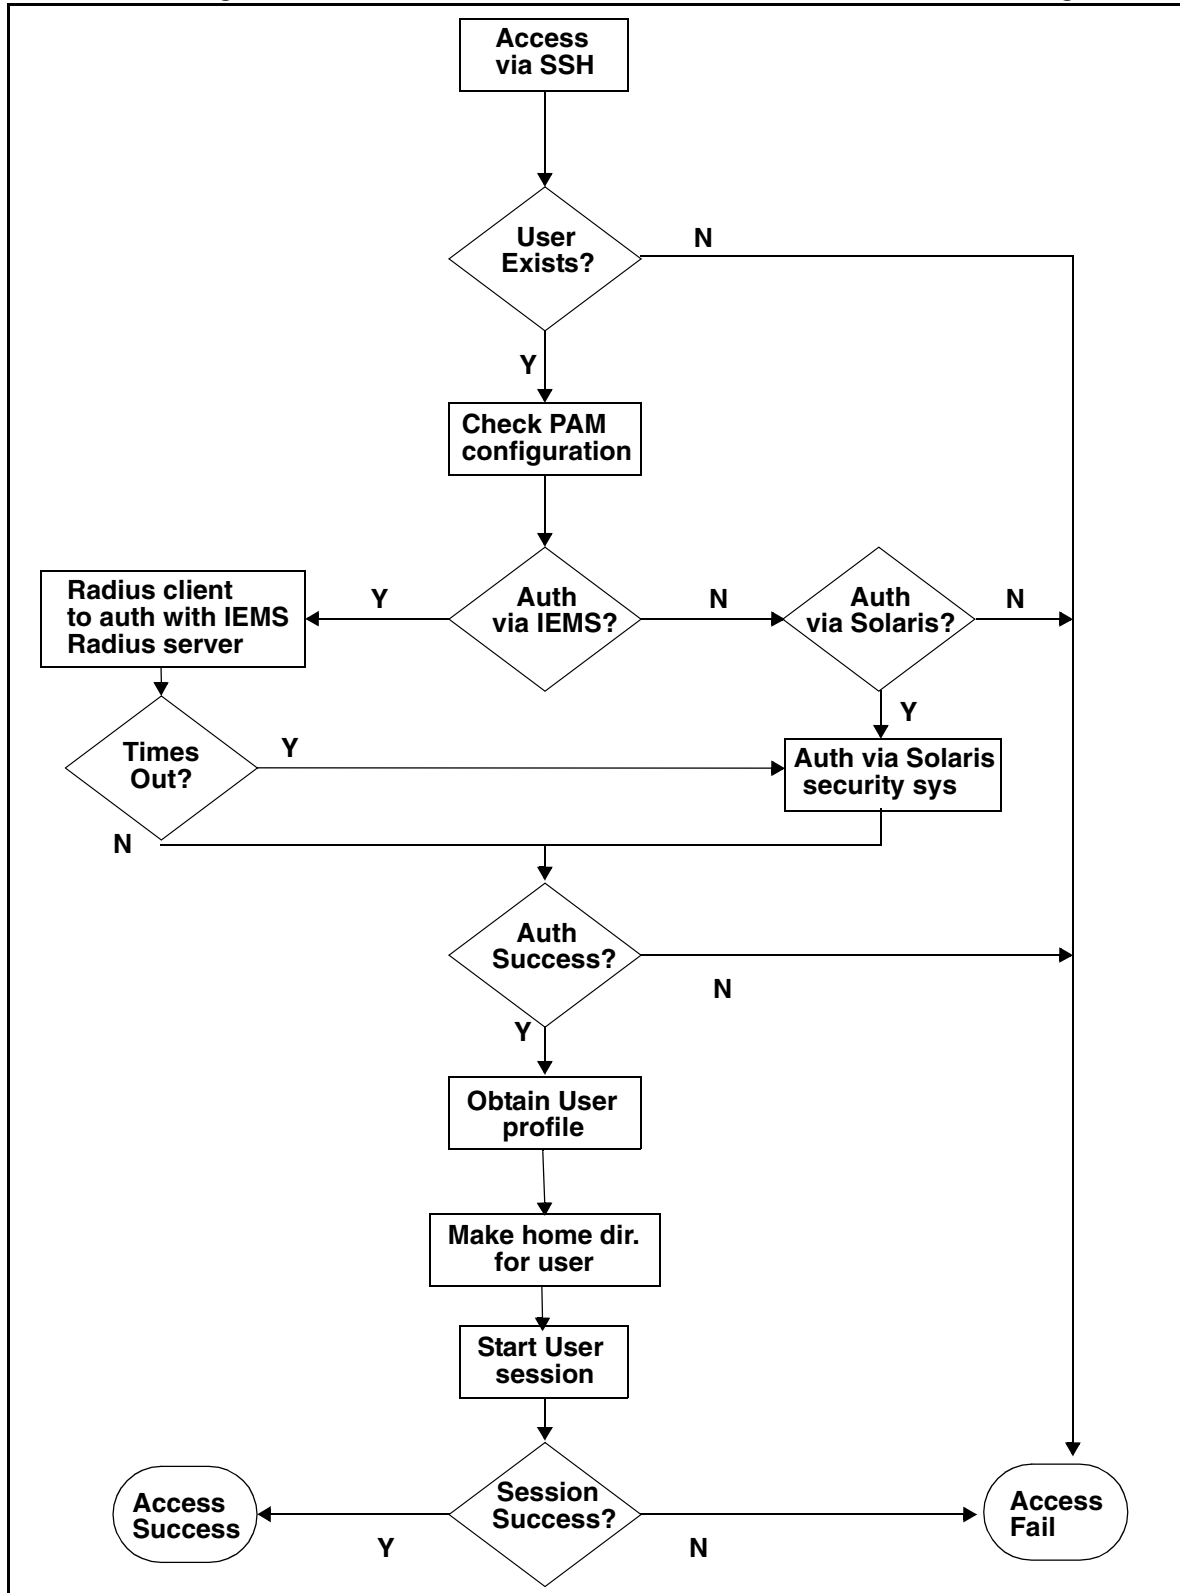 Access
via SSH
User
Exists?
N
Y
Check PAM
configuration
Radius client
to auth with IEMS
Radius server
Y
Auth
via IEMS?
N
Auth
via Solaris?
N
Y
Times
Out?
Y
Auth via Solaris
security sys
N
Auth
Success?
N
Y
Obtain User
profile
Make home dir.
for user
Start User
session
Access
Success
Y
Session
Success?
N
Access
Fail